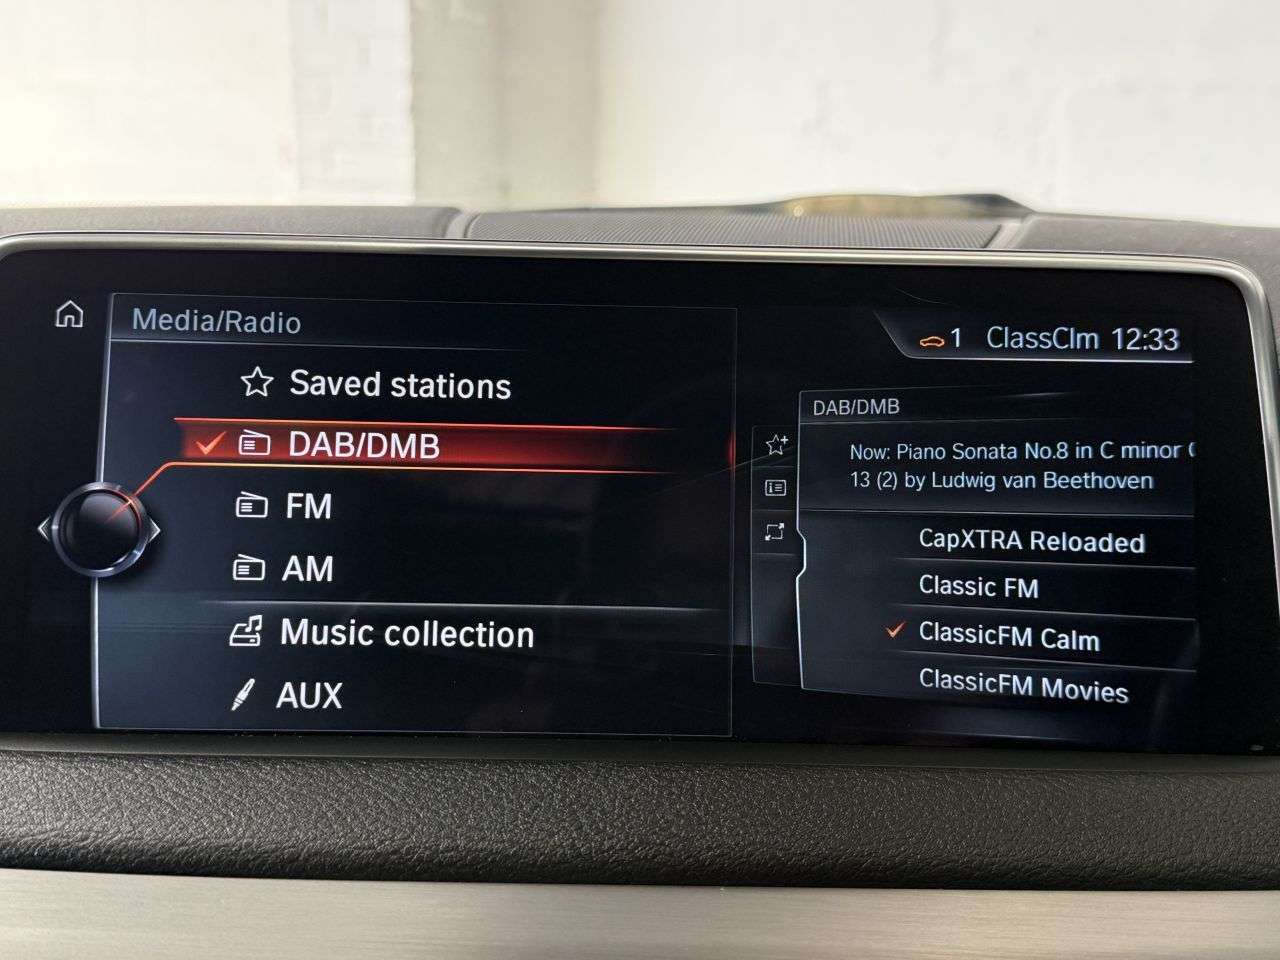 Media/Radio
Saved stations
DAB/DMB
FM
AM
Music collection
AUX
1 ClassClm 12:33
DAB/DMB
Now: Piano Sonata No.8 in C minor
13 (2) by Ludwig van Beethoven
CapXTRA Reloaded
Classic FM
ClassicFM Calm
ClassicFM Movies